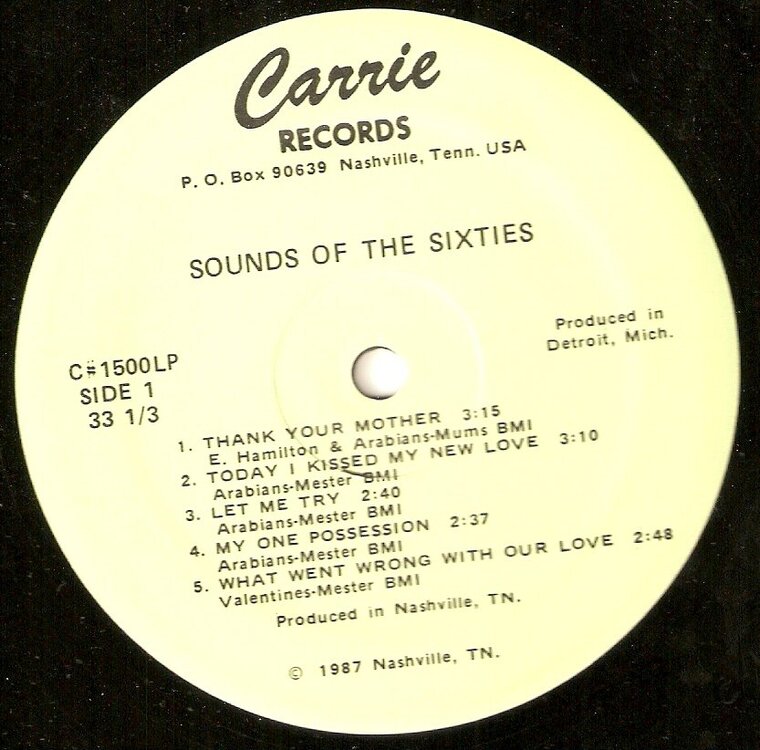 Carrie
RECORDS
P. O. Box 90639 Nashville, Tenn. USA
SOUNDS OF THE SIXTIES
Produced in
Detroit, Mich.
C#1500LP
SIDE 1
33 1/3
1. THANK YOUR MOTHER 3:15
E. Hamilton & Arabians-Mums BMI
2. TODAY I KISSED MY NEW LOVE 3:10
Arabians-Mester BMI
3. LET ME TRY 2:40
Arabians-Mester BMI
4. MY ONE POSSESSION 2:37
Arabians-Mester BMI
5. WHAT WENT WRONG WITH OUR LOVE 2:48
Valentines-Mester BMI
Produced in Nashville, TN.
© 1987 Nashville, TN.